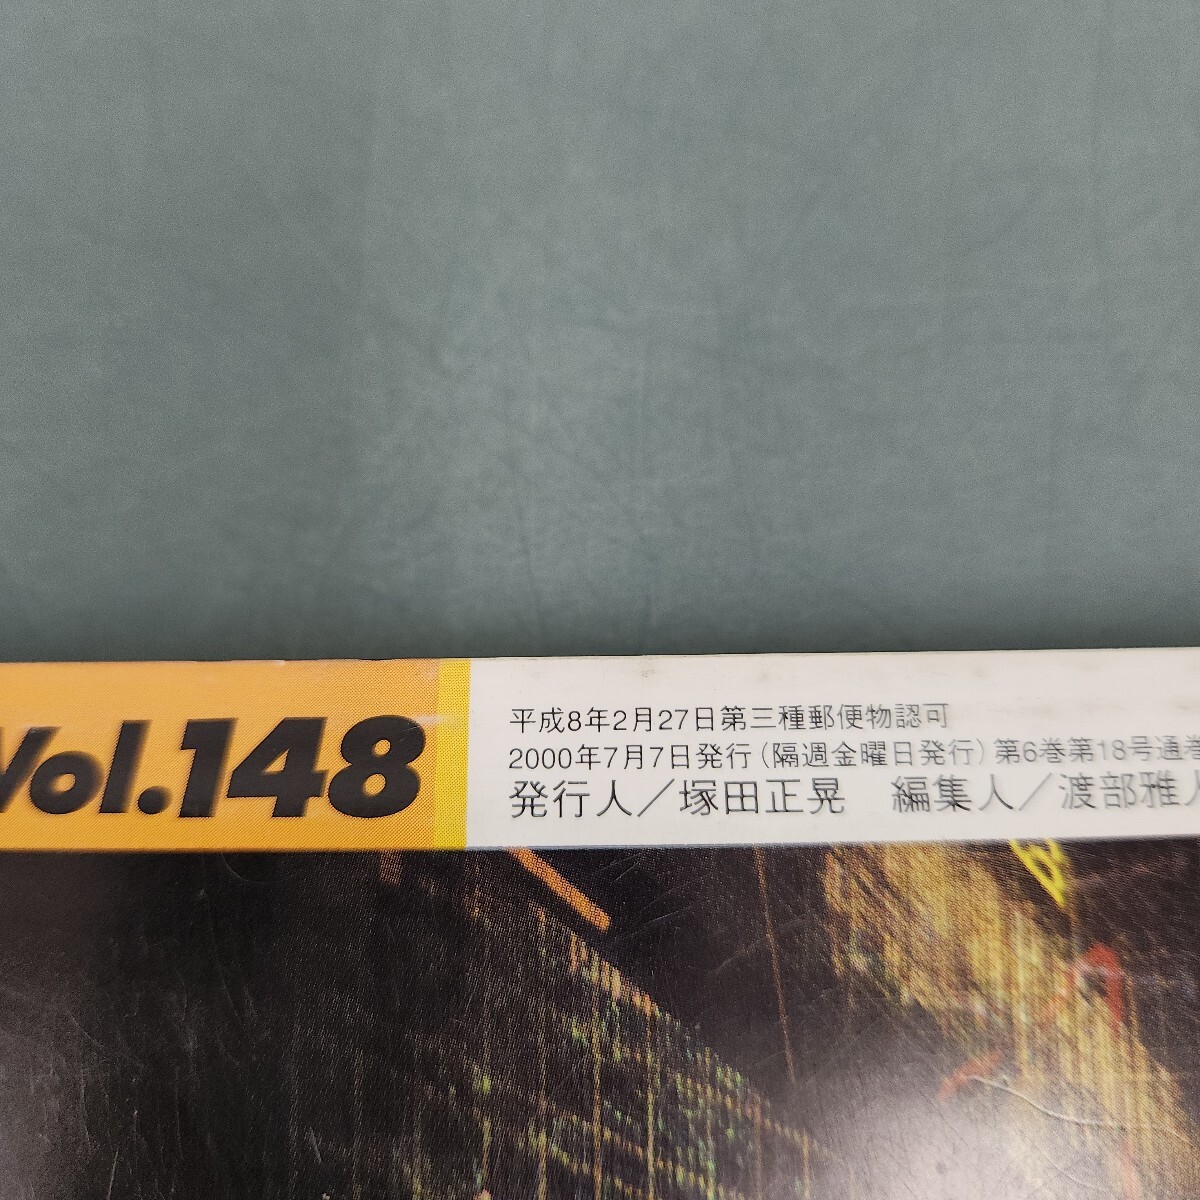 Vol.148
平成8年2月27日第三種郵便物認可
2000年7月7日発行(隔週金曜日発行)第6巻第18号通巻
発行人／塚田正晃　編集人／渡部雅人